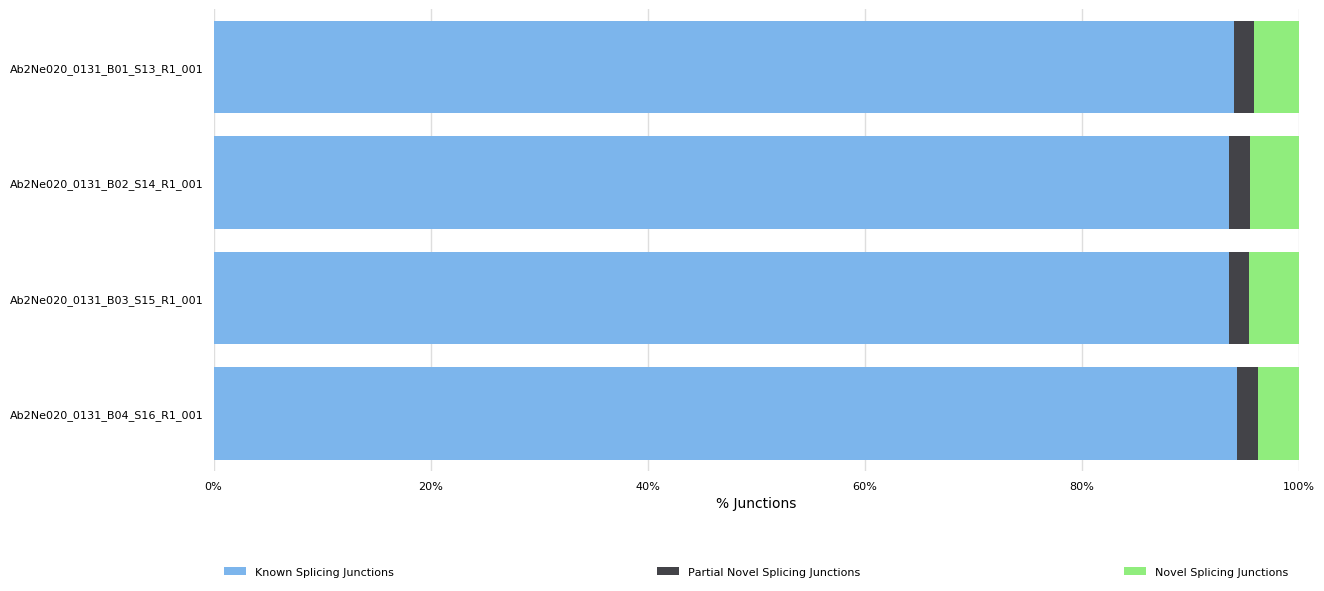 Ab2Ne020_0131_B01_S13_R1_001
Ab2Ne020_0131_B02_S14_R1_001
Ab2Ne020_0131_B03_S15_R1_001
Ab2Ne020_0131_B04_S16_R1_001
0% 20% 40% 60% 80% 100%
% Junctions
Known Splicing Junctions Partial Novel Splicing Junctions Novel Splicing Junctions